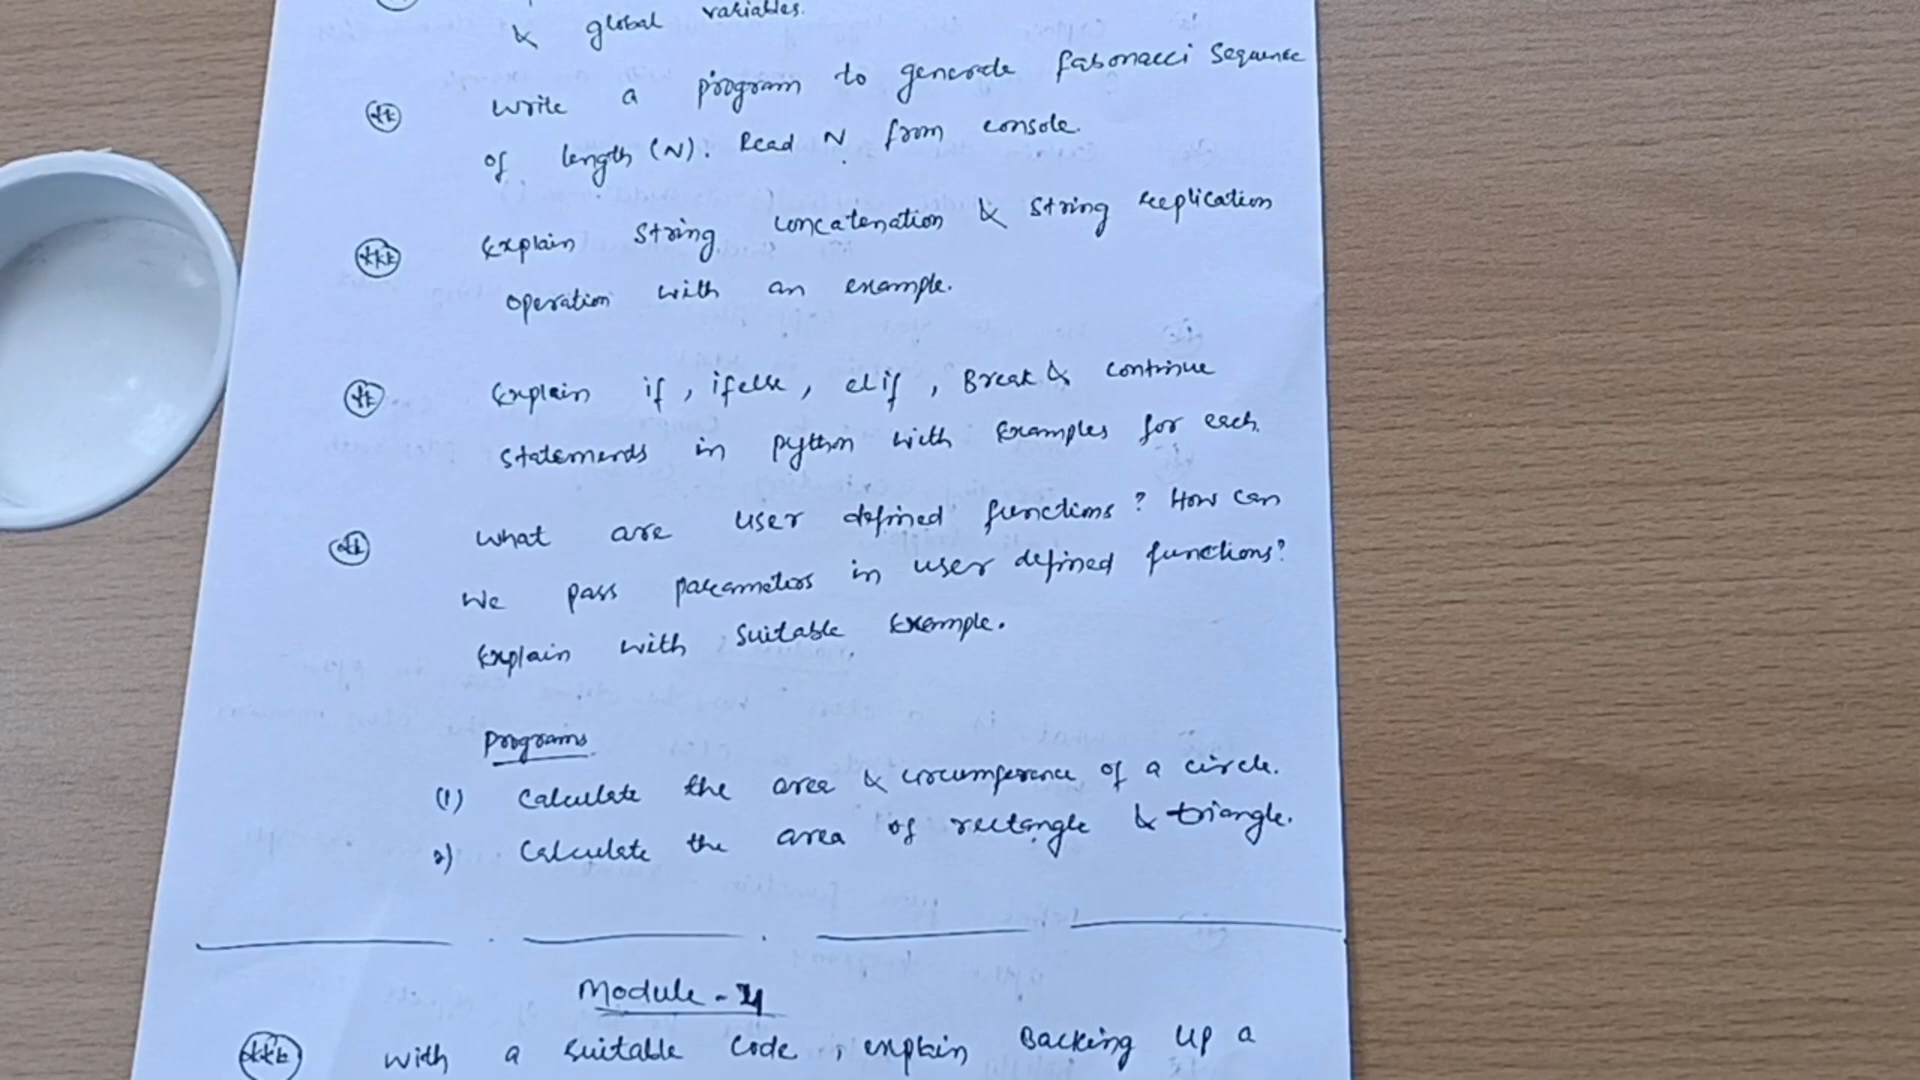 & global variables.
** Write a program to generate fabonacci Sequence
of length (N). Read N from console.
*** Explain string concatenation & string replication
operation with an example.
** Explain if, ifelse, elif, Break & continue
statements in python with Examples for each.
** What are user defined functions? How can
We pass parameters in user defined functions?
Explain with suitable Example.
Programs
(1) Calculate the area & circumference of a circle.
2) Calculate the area of rectangle & triangle.
Module - 4
*** With a suitable code, explain Backing up a